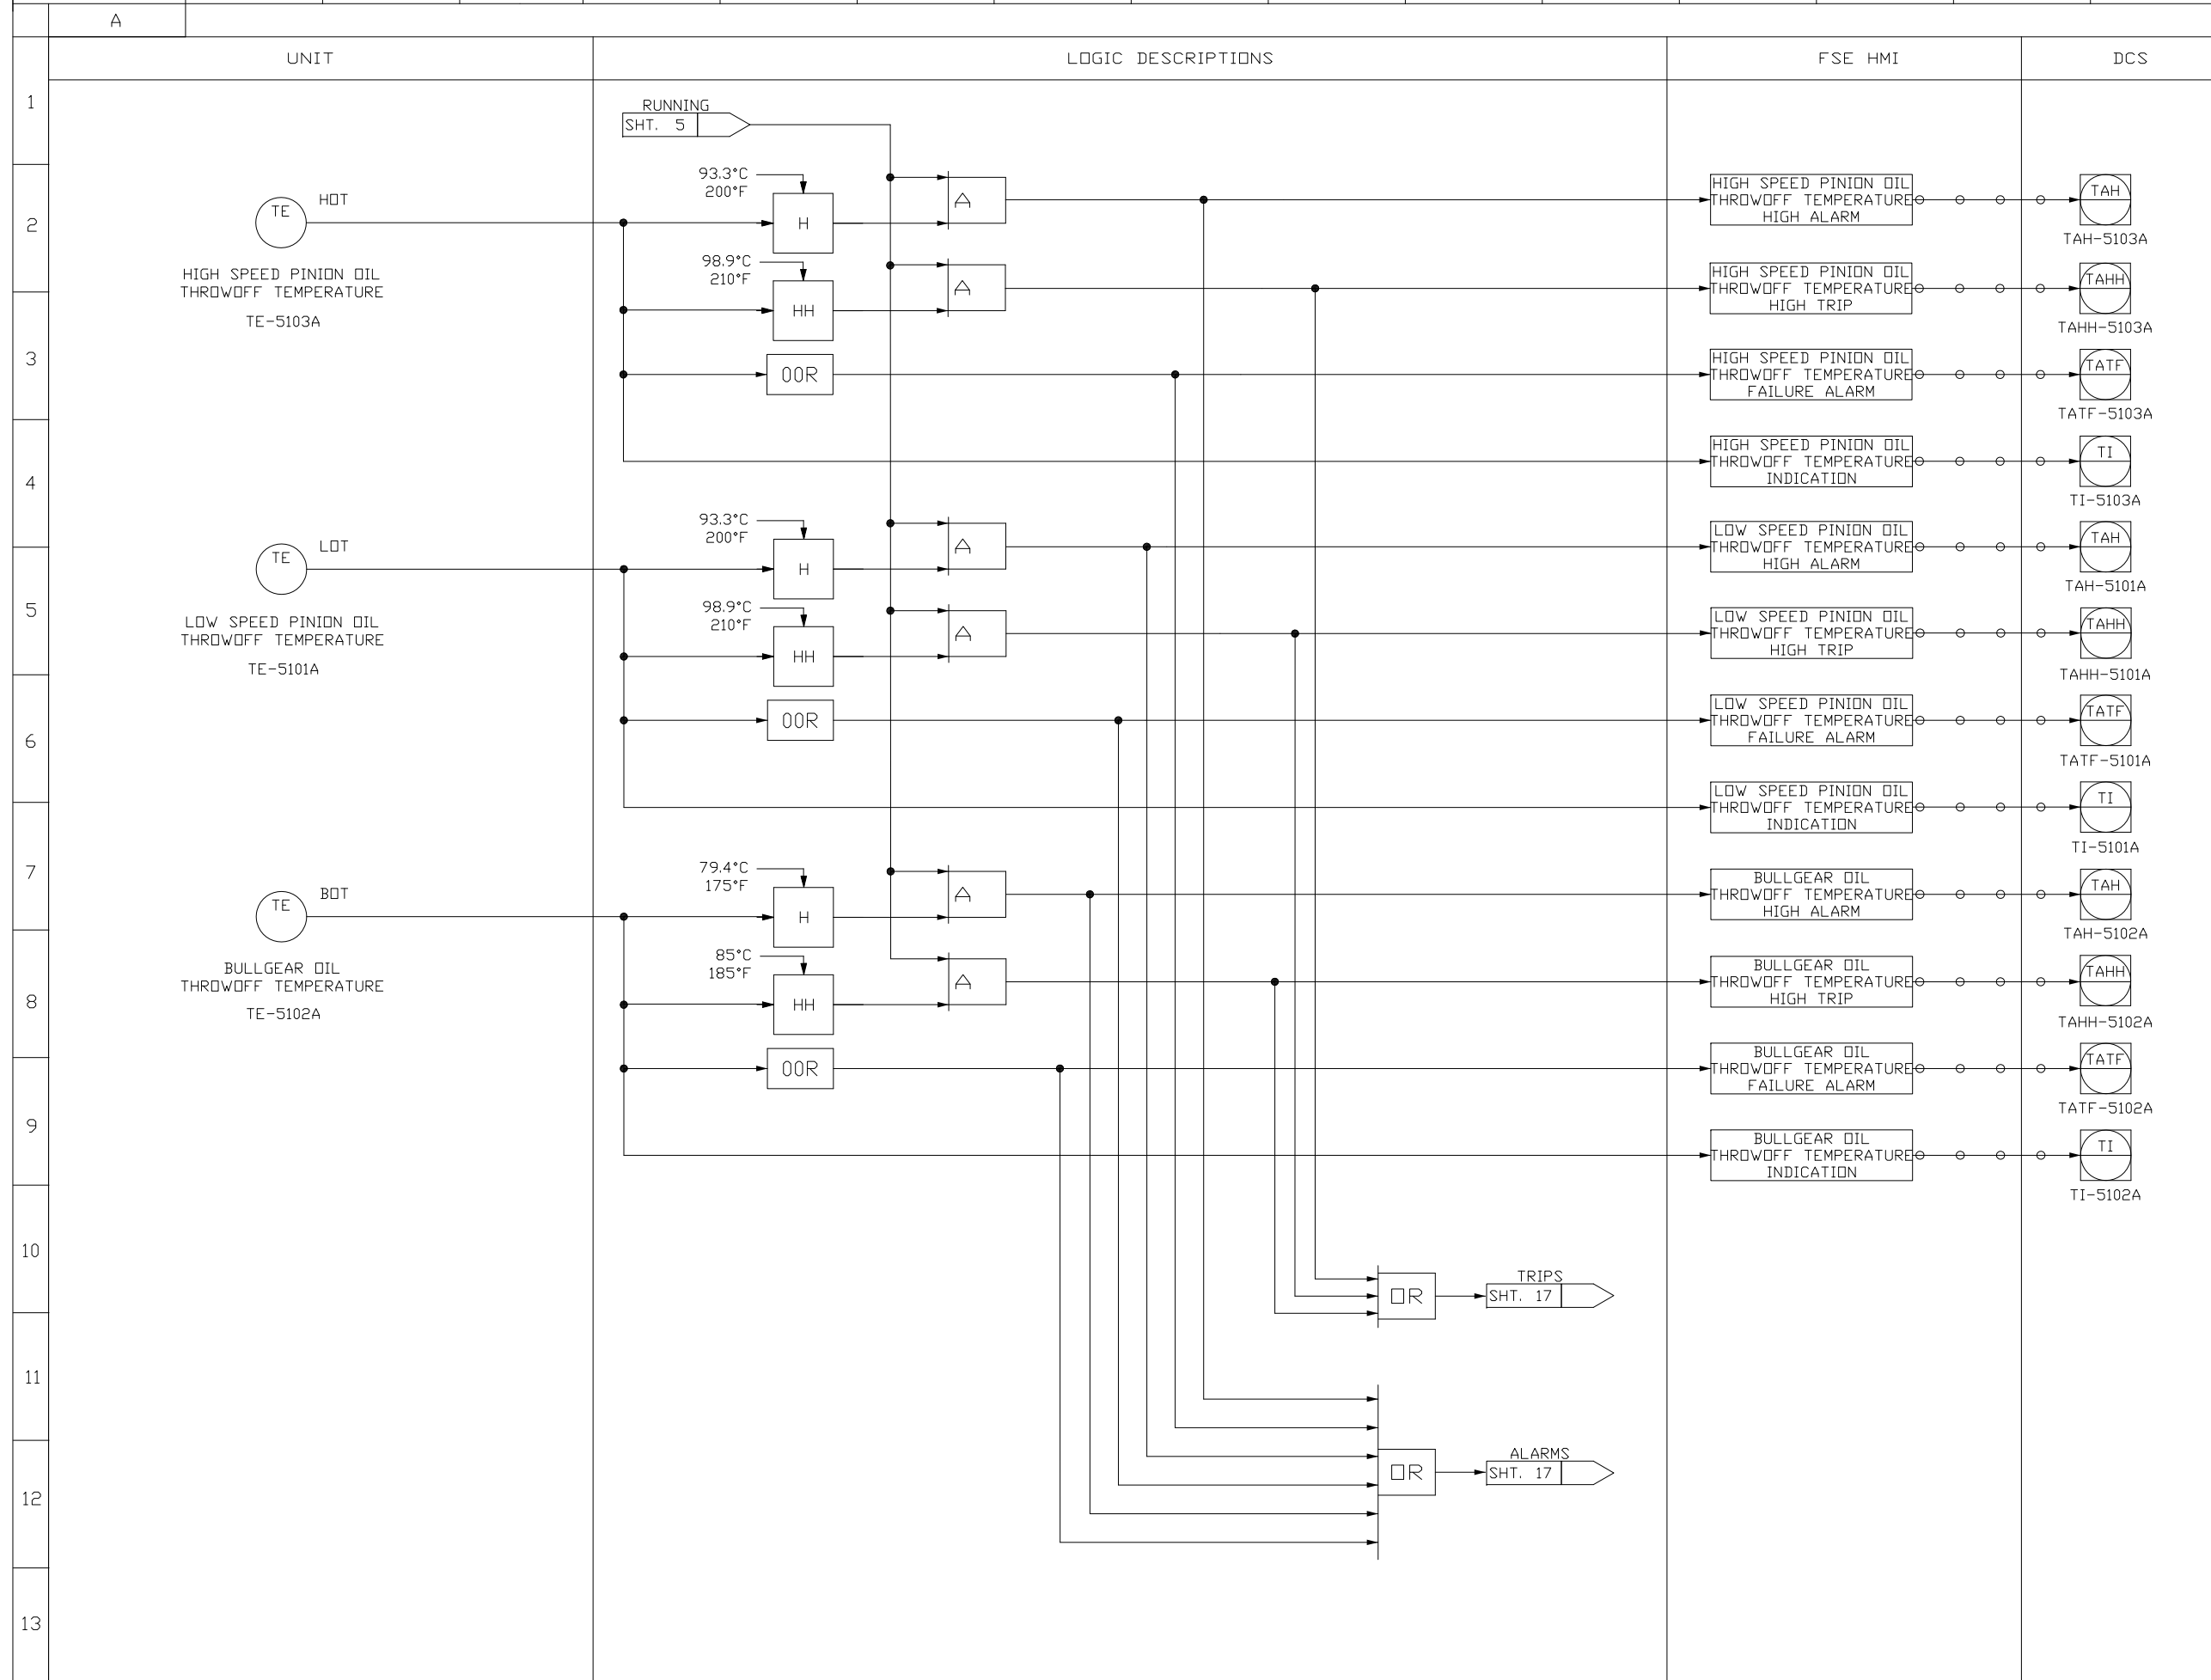 A
UNIT
LOGIC DESCRIPTIONS
FSE HMI
DCS
1
RUNNING
SHT. 5
2
TE
HOT
HIGH SPEED PINION OIL
THROWOFF TEMPERATURE
TE-5103A
93.3°C
200°F
H
A
HIGH SPEED PINION OIL
THROWOFF TEMPERATURE
HIGH ALARM
TAH
TAH-5103A
98.9°C
210°F
HH
A
HIGH SPEED PINION OIL
THROWOFF TEMPERATURE
HIGH TRIP
TAHH
TAHH-5103A
3
OOR
HIGH SPEED PINION OIL
THROWOFF TEMPERATURE
FAILURE ALARM
TATF
TATF-5103A
4
HIGH SPEED PINION OIL
THROWOFF TEMPERATURE
INDICATION
TI
TI-5103A
TE
LOT
LOW SPEED PINION OIL
THROWOFF TEMPERATURE
TE-5101A
93.3°C
200°F
H
A
LOW SPEED PINION OIL
THROWOFF TEMPERATURE
HIGH ALARM
TAH
TAH-5101A
5
98.9°C
210°F
HH
A
LOW SPEED PINION OIL
THROWOFF TEMPERATURE
HIGH TRIP
TAHH
TAHH-5101A
6
OOR
LOW SPEED PINION OIL
THROWOFF TEMPERATURE
FAILURE ALARM
TATF
TATF-5101A
LOW SPEED PINION OIL
THROWOFF TEMPERATURE
INDICATION
TI
TI-5101A
7
TE
BOT
BULLGEAR OIL
THROWOFF TEMPERATURE
TE-5102A
79.4°C
175°F
H
A
BULLGEAR OIL
THROWOFF TEMPERATURE
HIGH ALARM
TAH
TAH-5102A
8
85°C
185°F
HH
A
BULLGEAR OIL
THROWOFF TEMPERATURE
HIGH TRIP
TAHH
TAHH-5102A
OOR
BULLGEAR OIL
THROWOFF TEMPERATURE
FAILURE ALARM
TATF
TATF-5102A
9
BULLGEAR OIL
THROWOFF TEMPERATURE
INDICATION
TI
TI-5102A
10
OR
TRIPS
SHT. 17
11
12
OR
ALARMS
SHT. 17
13